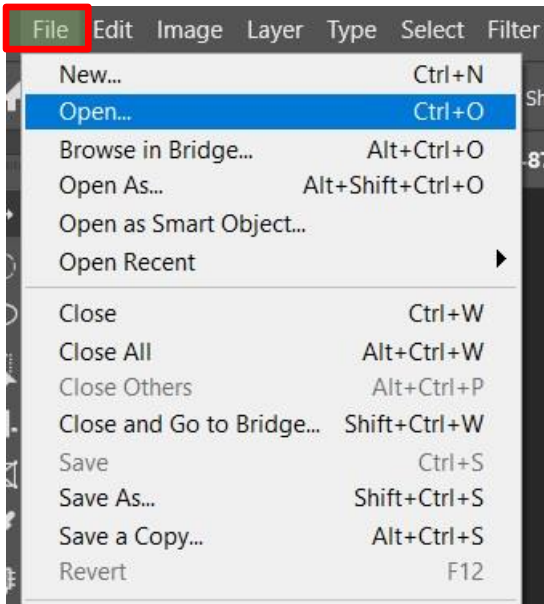 File Edit Image Layer Type Select Filter
New... Ctrl+N
Open... Ctrl+O
Sh
Browse in Bridge... Alt+Ctrl+O
-87
Open As... Alt+Shift+Ctrl+O
Open as Smart Object...
Open Recent
Close Ctrl+W
Close All Alt+Ctrl+W
Close Others Alt+Ctrl+P
Close and Go to Bridge... Shift+Ctrl+W
Save Ctrl+S
Save As... Shift+Ctrl+S
Save a Copy... Alt+Ctrl+S
Revert F12